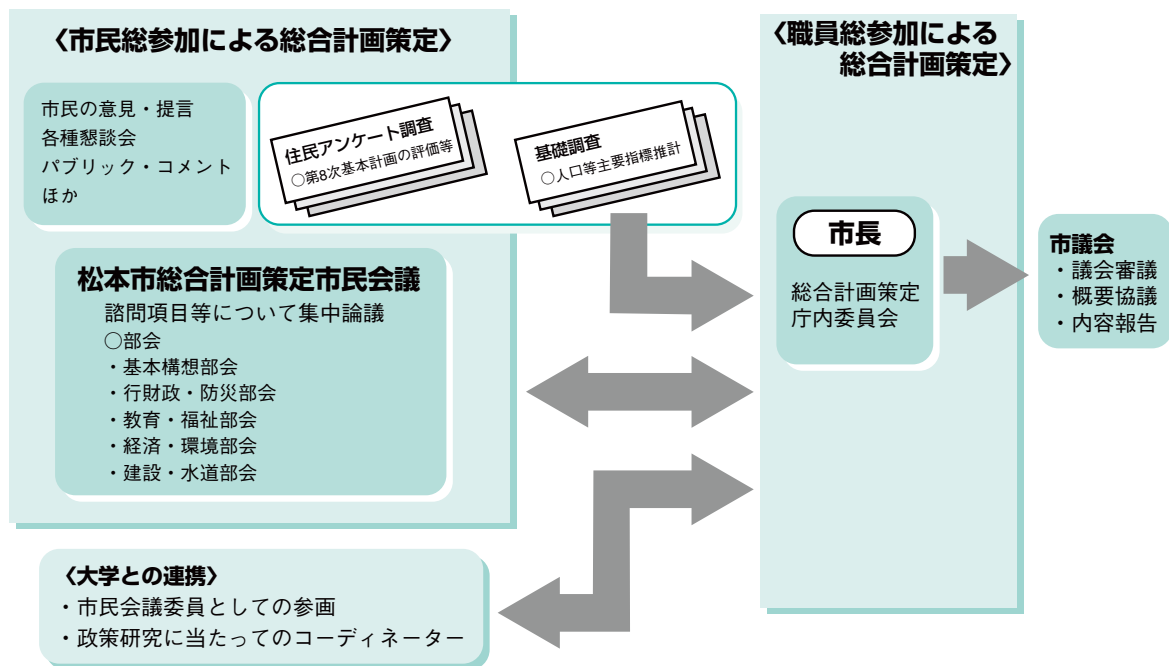 〈市民総参加による総合計画策定〉
市民の意見・提言
各種懇談会
パブリック・コメント
ほか
住民アンケート調査
○第8次基本計画の評価等
基礎調査
○人口等主要指標推計
松本市総合計画策定市民会議
諮問項目等について集中論議
○部会
・基本構想部会
・行財政・防災部会
・教育・福祉部会
・経済・環境部会
・建設・水道部会
〈大学との連携〉
・市民会議委員としての参画
・政策研究に当たってのコーディネーター
〈職員総参加による
総合計画策定〉
市長
総合計画策定
庁内委員会
市議会
・議会審議
・概要協議
・内容報告